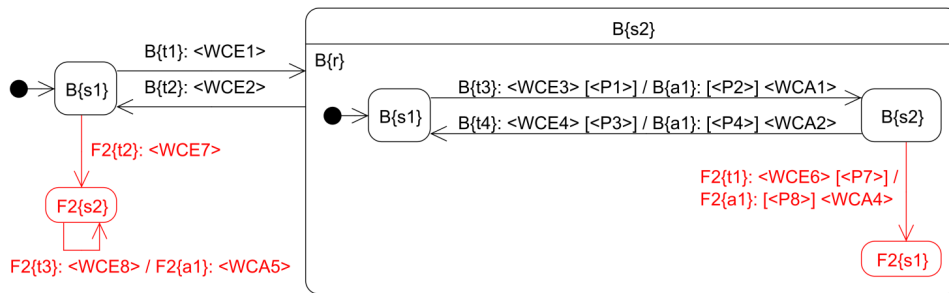 B{s2}
B{r}
B{t1}: <WCE1>
B{t2}: <WCE2>
B{s1}
B{s1}
B{t3}: <WCE3> [<P1>] / B{a1}: [<P2>] <WCA1>
B{t4}: <WCE4> [<P3>] / B{a1}: [<P4>] <WCA2>
B{s2}
F2{t2}: <WCE7>
F2{t1}: <WCE6> [<P7>] /
F2{a1}: [<P8>] <WCA4>
F2{s2}
F2{t3}: <WCE8> / F2{a1}: <WCA5>
F2{s1}